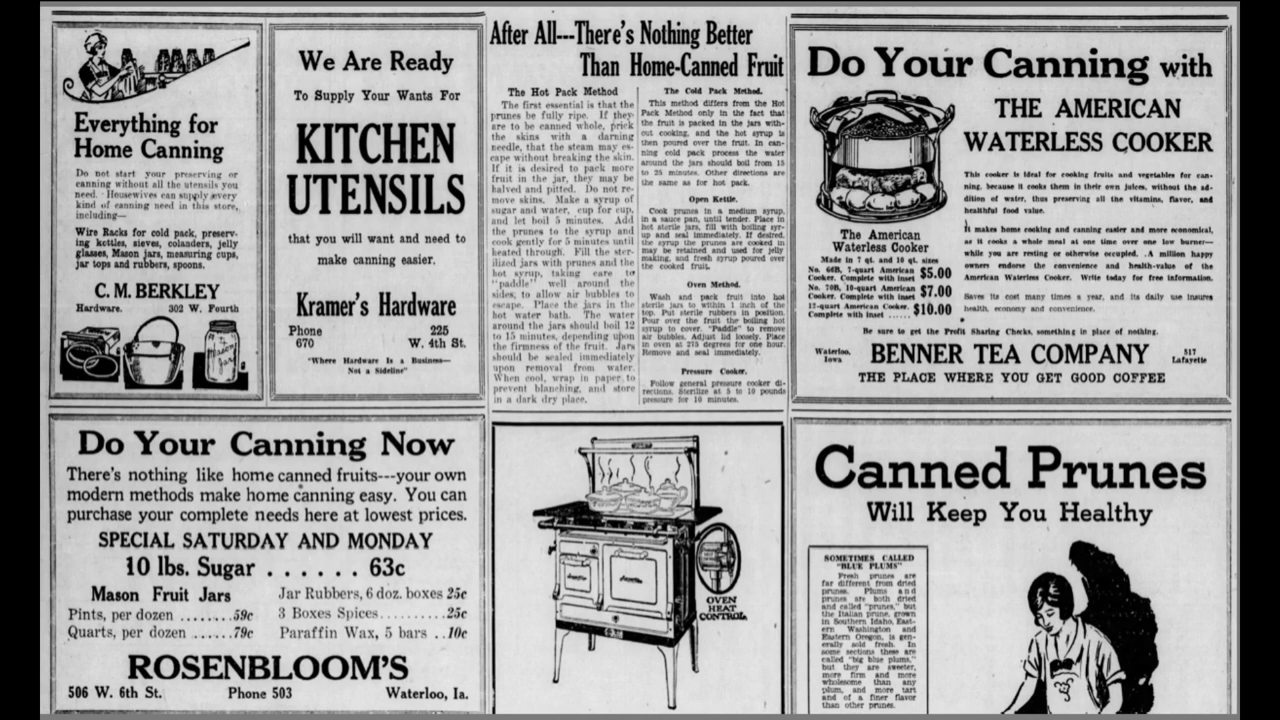 Everything for
Home Canning
Do not start your preserving or
canning without all the utensils you
need. Housewives can supply every
kind of canning need in this store,
including—
Wire Racks for cold pack, preserv-
ing kettles, sieves, colanders, jelly
glasses, Mason jars, measuring cups,
jar tops and rubbers, spoons.
C. M. BERKLEY
Hardware. 302 W. Fourth
Mason
Jar
We Are Ready
To Supply Your Wants For
KITCHEN
UTENSILS
that you will want and need to
make canning easier.
Kramer's Hardware
Phone 225
670 W. 4th St.
"Where Hardware Is a Business—
Not a Sideline"
After All---There's Nothing Better
Than Home-Canned Fruit
The Hot Pack Method
The first essential is that the
prunes be fully ripe. If they
are to be canned whole, prick
the skins with a darning
needle, that the steam may es-
cape without breaking the skin.
If it is desired to pack more
fruit in the jar, they may be
halved and pitted. Do not re-
move skins. Make a syrup of
sugar and water, cup for cup,
and let boil 5 minutes. Add
the prunes to the syrup and
cook gently for 5 minutes until
heated through. Fill the ster-
ilized jars with prunes and the
hot syrup, taking care to
"paddle" well around the
sides, to allow air bubbles to
escape. Place the jars in the
hot water bath. The water
around the jars should boil 12
to 15 minutes, depending upon
the firmness of the fruit. Jars
should be sealed immediately
upon removal from water.
When cool, wrap in paper to
prevent blanching, and store
in a dark dry place.
The Cold Pack Method.
This method differs from the Hot
Pack Method only in the fact that
the fruit is packed in the jars with-
out cooking, and the hot syrup is
then poured over the fruit. In can-
ning cold pack process the water
around the jars should boil from 15
to 25 minutes. Other directions are
the same as for hot pack.
Open Kettle.
Cook prunes in a medium syrup,
in a sauce pan, until tender. Place in
hot sterile jars, fill with boiling syr-
up and seal immediately. If desired,
the syrup the prunes are cooked in
may be retained and used for jelly
making, and fresh syrup poured over
the cooked fruit.
Oven Method.
Wash and pack fruit into hot
sterile jars to within 1 inch of the
top. Put sterile rubbers in position.
Pour over the fruit the boiling hot
syrup to cover. "Paddle" to remove
air bubbles. Adjust lid loosely. Place
in oven at 275 degrees for one hour.
Remove and seal immediately.
Pressure Cooker.
Follow general pressure cooker di-
rections. Sterilize at 5 to 10 pounds
pressure for 10 minutes.
Do Your Canning with
THE AMERICAN
WATERLESS COOKER
This cooker is ideal for cooking fruits and vegetables for can-
ning, because it cooks them in their own juices, without the ad-
dition of water, thus preserving all the vitamins, flavor, and
healthful food value.
It makes home cooking and canning easier and more economical,
as it cooks a whole meal at one time over one low burner—
while you are resting or otherwise occupied. A million happy
owners endorse the convenience and health-value of the
American Waterless Cooker. Write today for free information.
Saves its cost many times a year, and its daily use insures
health, economy and convenience.
The American
Waterless Cooker
Made in 7 qt. and 10 qt. sizes
No. 66B, 7-quart American
Cooker. Complete with inset $5.00
No. 70B, 10-quart American
Cooker. Complete with inset $7.00
17-quart American Cooker.
Complete with inset ...... $10.00
Be sure to get the Profit Sharing Checks, something in place of nothing.
Waterloo,
Iowa
BENNER TEA COMPANY
517
Lafayette
THE PLACE WHERE YOU GET GOOD COFFEE
Do Your Canning Now
There's nothing like home canned fruits---your own
modern methods make home canning easy. You can
purchase your complete needs here at lowest prices.
SPECIAL SATURDAY AND MONDAY
10 lbs. Sugar . . . . . . 63c
Mason Fruit Jars
Pints, per dozen ........59c
Quarts, per dozen ......79c
Jar Rubbers, 6 doz. boxes 25c
3 Boxes Spices..........25c
Paraffin Wax, 5 bars ..10c
ROSENBLOOM'S
506 W. 6th St. Phone 503 Waterloo, Ia.
OVEN
HEAT
CONTROL
Canned Prunes
Will Keep You Healthy
SOMETIMES CALLED
"BLUE PLUMS"
Fresh prunes are
far different from dried
prunes. Plums and
prunes are both dried
and called "prunes," but
the Italian prune, grown
in Southern Idaho, East-
ern Washington and
Eastern Oregon, is gen-
erally sold fresh. In
some sections these are
called "big blue plums,"
but they are sweeter,
more firm and more
wholesome than any
plum, and more tart
and of a finer flavor
than other prunes.